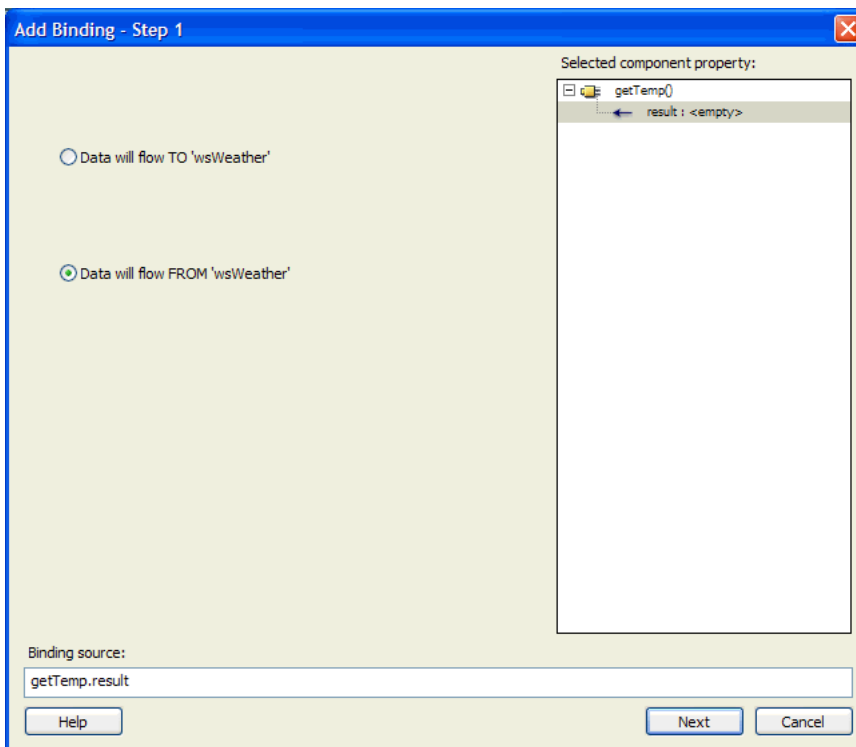 Add Binding - Step 1
Selected component property:
getTemp()
result : <empty>
Data will flow TO 'wsWeather'
Data will flow FROM 'wsWeather'
Binding source:
getTemp.result
Help
Next
Cancel